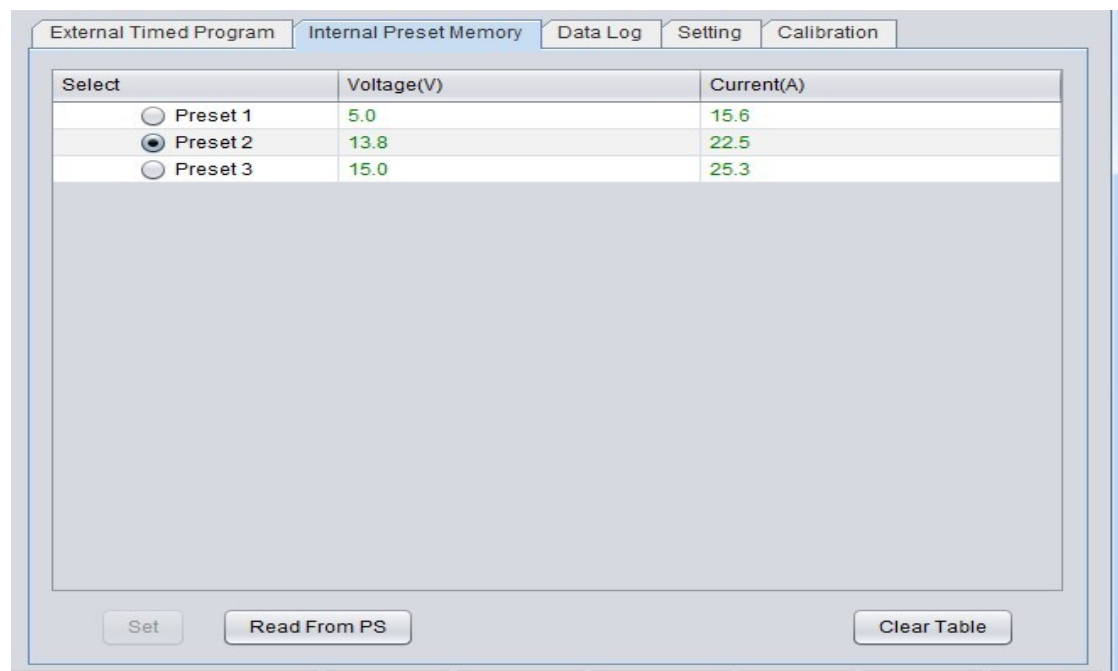 External Timed Program Internal Preset Memory Data Log Setting Calibration
Select Voltage(V) Current(A)
Preset 1 5.0 15.6
Preset 2 13.8 22.5
Preset 3 15.0 25.3
Set Read From PS Clear Table